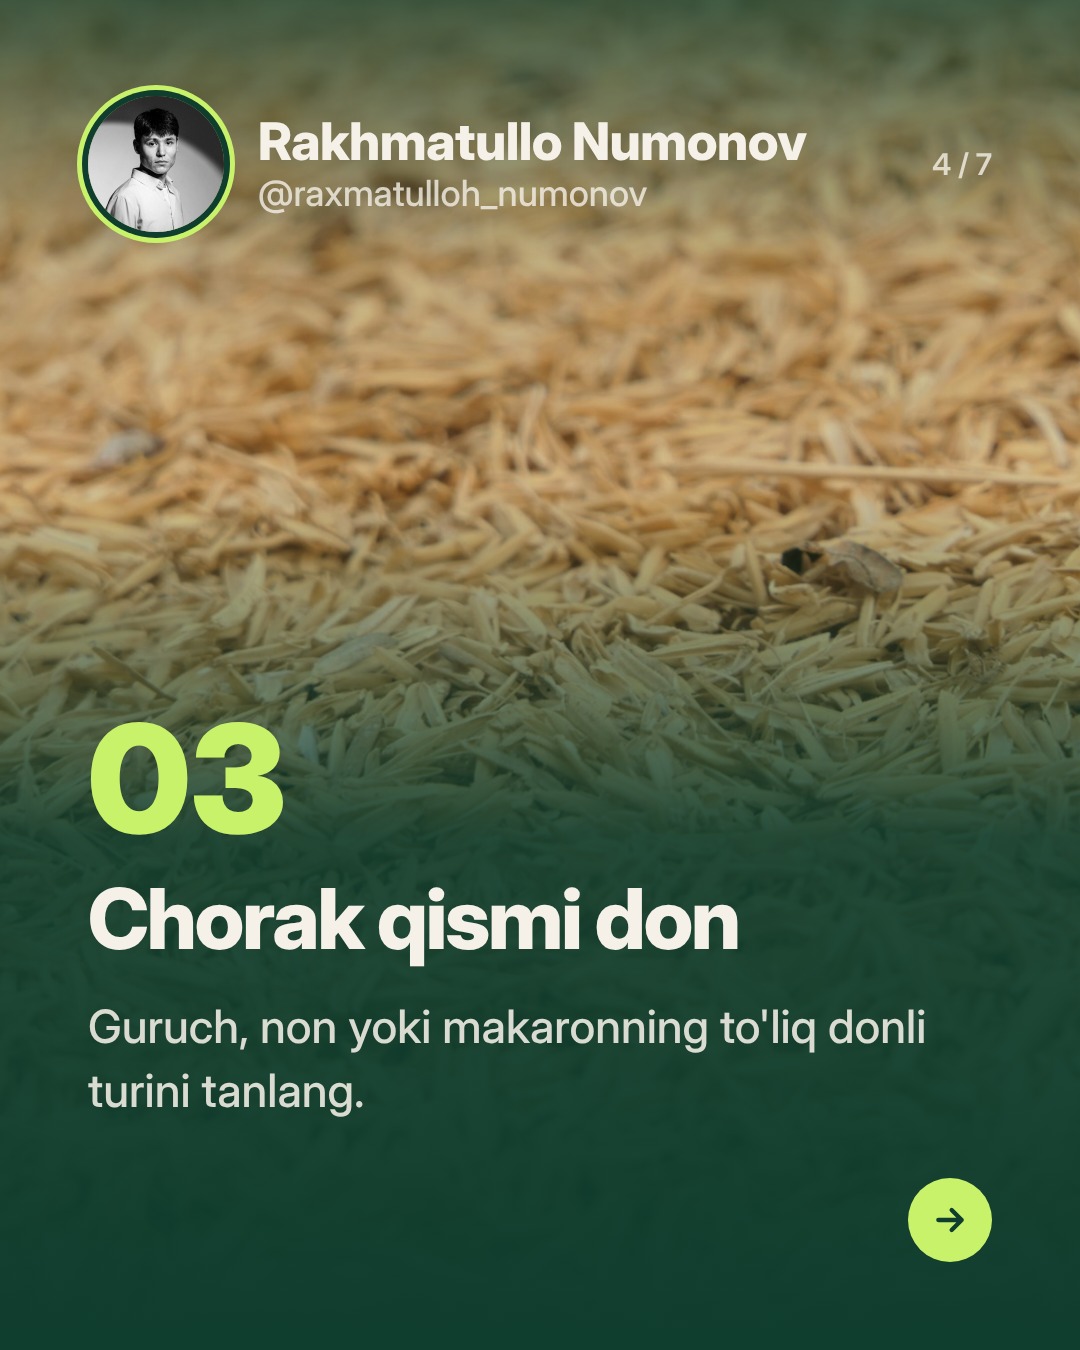 Rakhmatullo Numonov
@raxmatulloh_numonov
4 / 7
03
Chorak qismi don
Guruch, non yoki makaronning to'liq donli
turini tanlang.